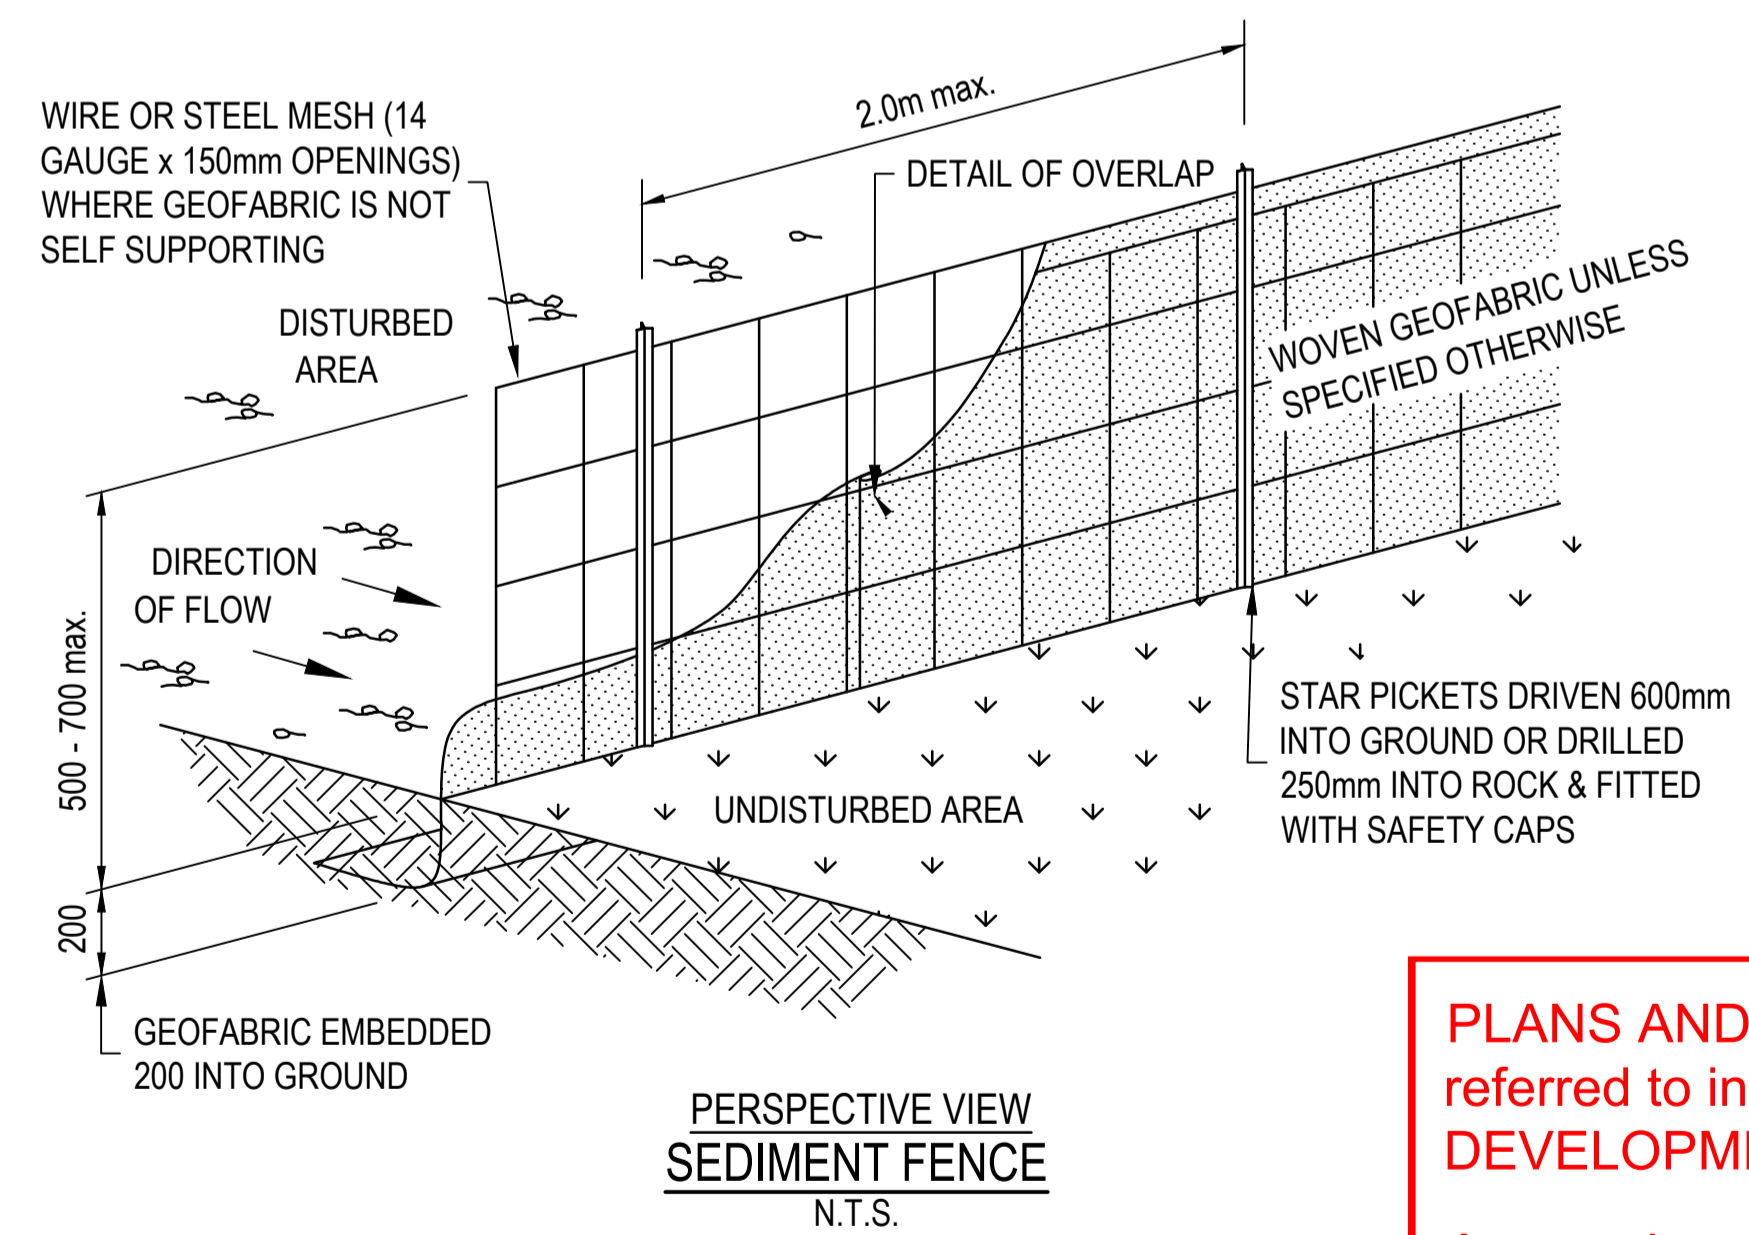 2.0m max.
WIRE OR STEEL MESH (14
GAUGE x 150mm OPENINGS)
WHERE GEOFABRIC IS NOT
SELF SUPPORTING
DETAIL OF OVERLAP
DISTURBED
AREA
WOVEN GEOFABRIC UNLESS
SPECIFIED OTHERWISE
DIRECTION
OF FLOW
500 - 700 max.
200
UNDISTURBED AREA
STAR PICKETS DRIVEN 600mm
INTO GROUND OR DRILLED
250mm INTO ROCK & FITTED
WITH SAFETY CAPS
GEOFABRIC EMBEDDED
200 INTO GROUND
PERSPECTIVE VIEW
SEDIMENT FENCE
N.T.S.
PLANS AND
referred to in